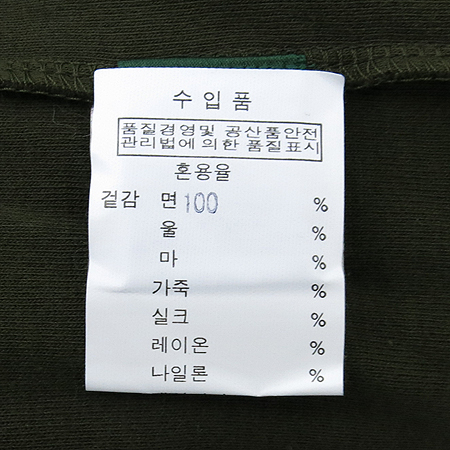 수입품
품질경영및 공산품안전
관리법에 의한 품질표시
혼용율
겉감 면 100 %
울 %
마 %
가죽 %
실크 %
레이온 %
나일론 %